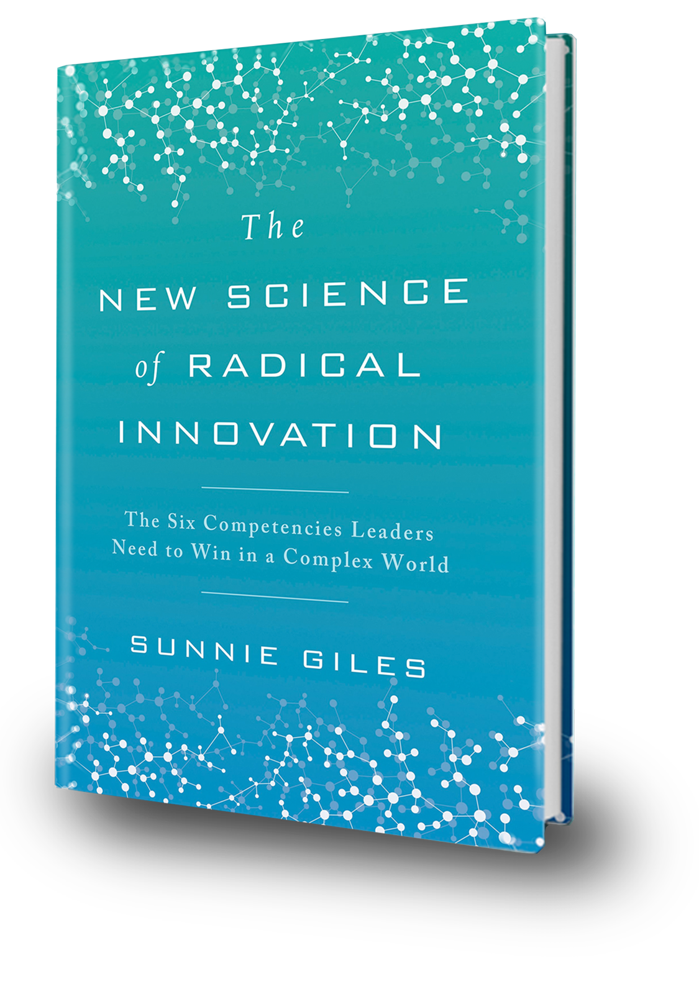 The
NEW SCIENCE
of RADICAL
INNOVATION
The Six Competencies Leaders
Need to Win in a Complex World
SUNNIE GILES